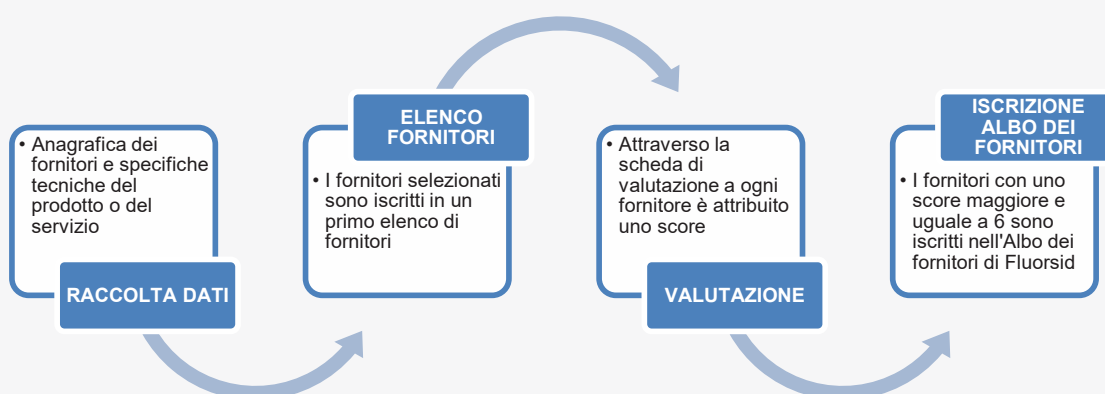 • Anagrafica dei
fornitori e specifiche
tecniche del
prodotto o del
servizio
RACCOLTA DATI
ELENCO
FORNITORI
• I fornitori selezionati
sono iscritti in un
primo elenco di
fornitori
• Attraverso la
scheda di
valutazione a ogni
fornitore è attribuito
uno score
VALUTAZIONE
ISCRIZIONE
ALBO DEI
FORNITORI
• I fornitori con uno
score maggiore e
uguale a 6 sono
iscritti nell'Albo dei
fornitori di Fluorsid